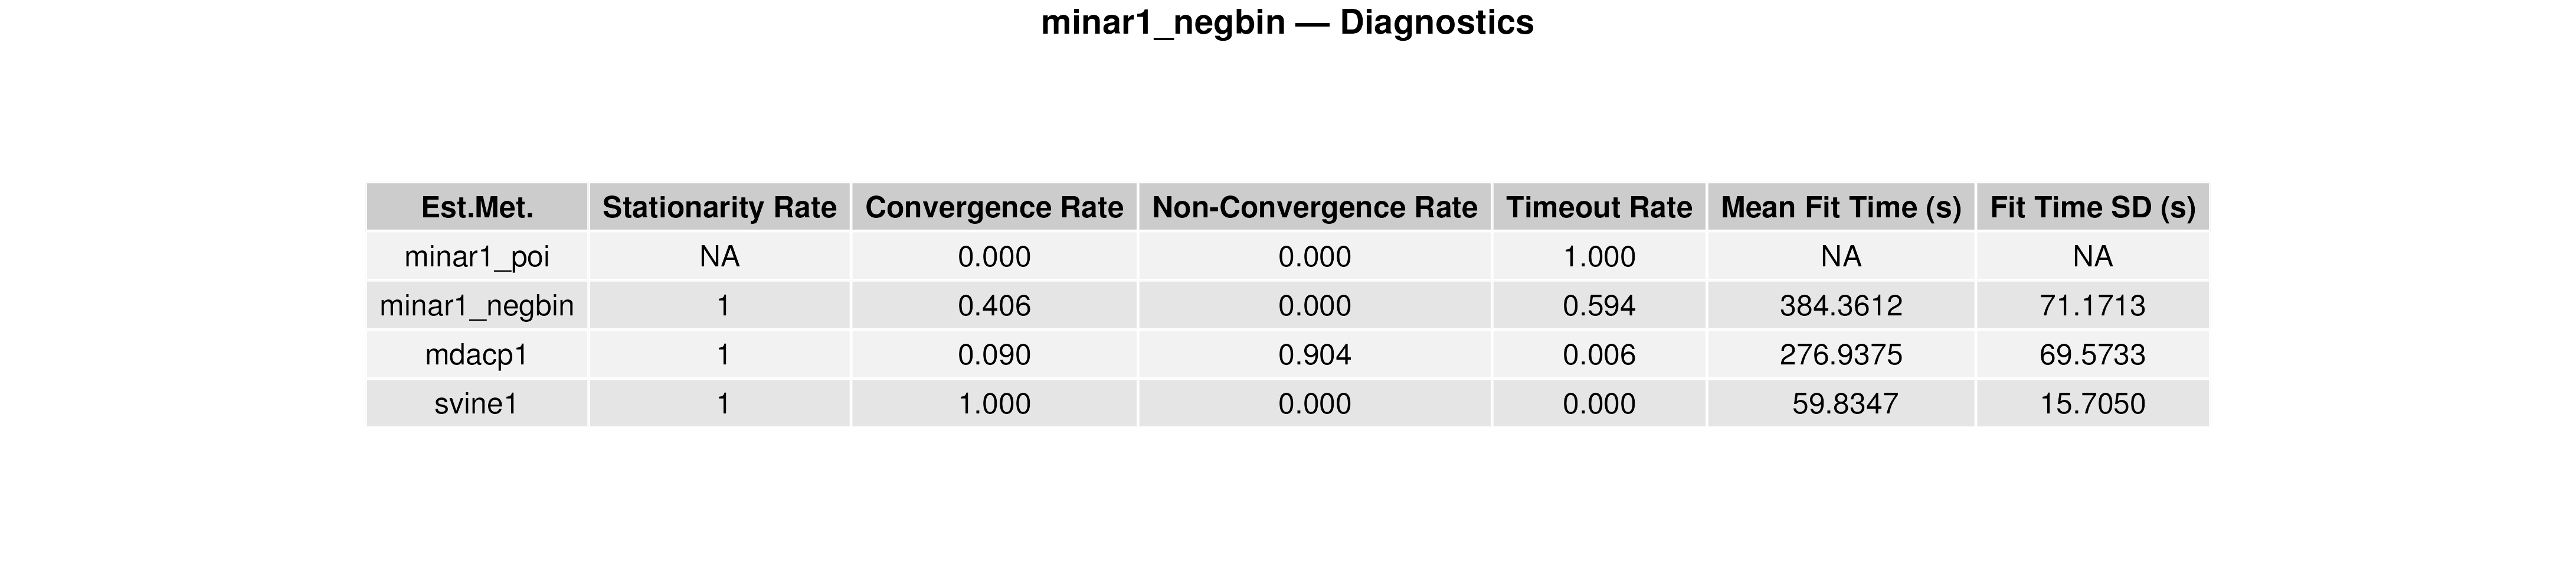 minar1_negbin — Diagnostics
Est.Met. Stationarity Rate Convergence Rate Non-Convergence Rate Timeout Rate Mean Fit Time (s) Fit Time SD (s)
minar1_poi NA 0.000 0.000 1.000 NA NA
minar1_negbin 1 0.406 0.000 0.594 384.3612 71.1713
mdacp1 1 0.090 0.904 0.006 276.9375 69.5733
svine1 1 1.000 0.000 0.000 59.8347 15.7050